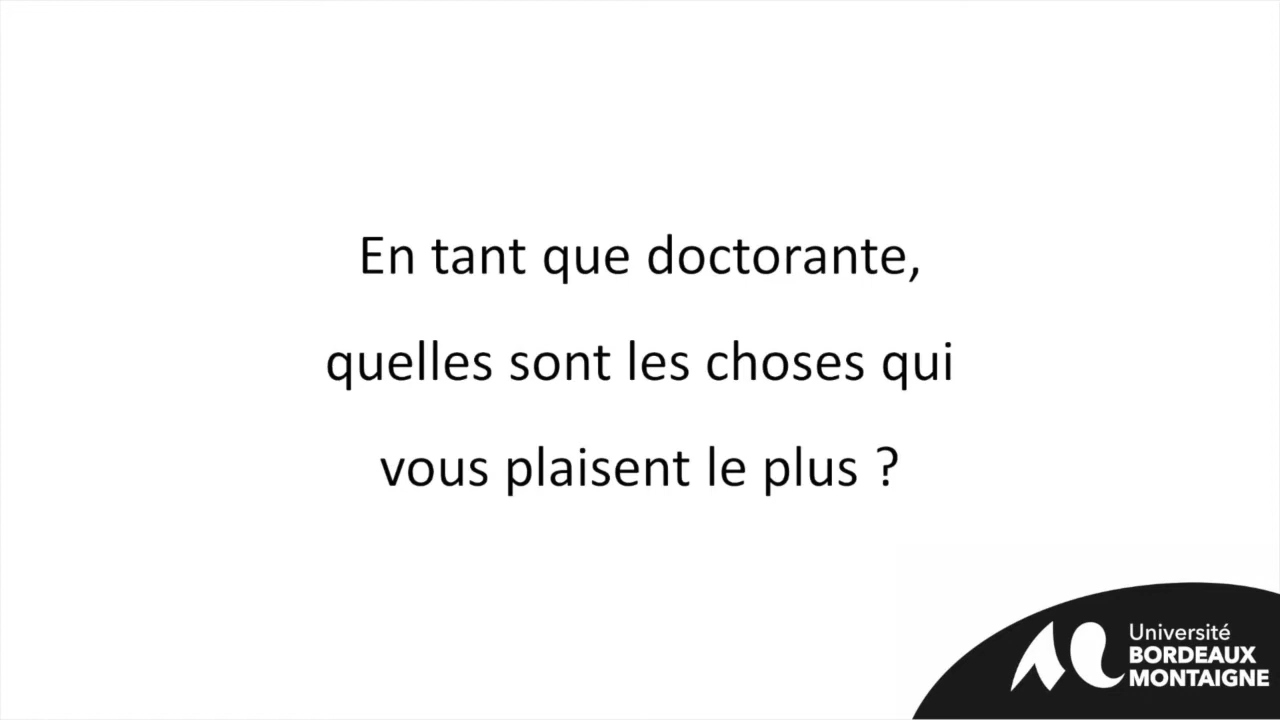 En tant que doctorante,
quelles sont les choses qui
vous plaisent le plus ?
Université
BORDEAUX
MONTAIGNE